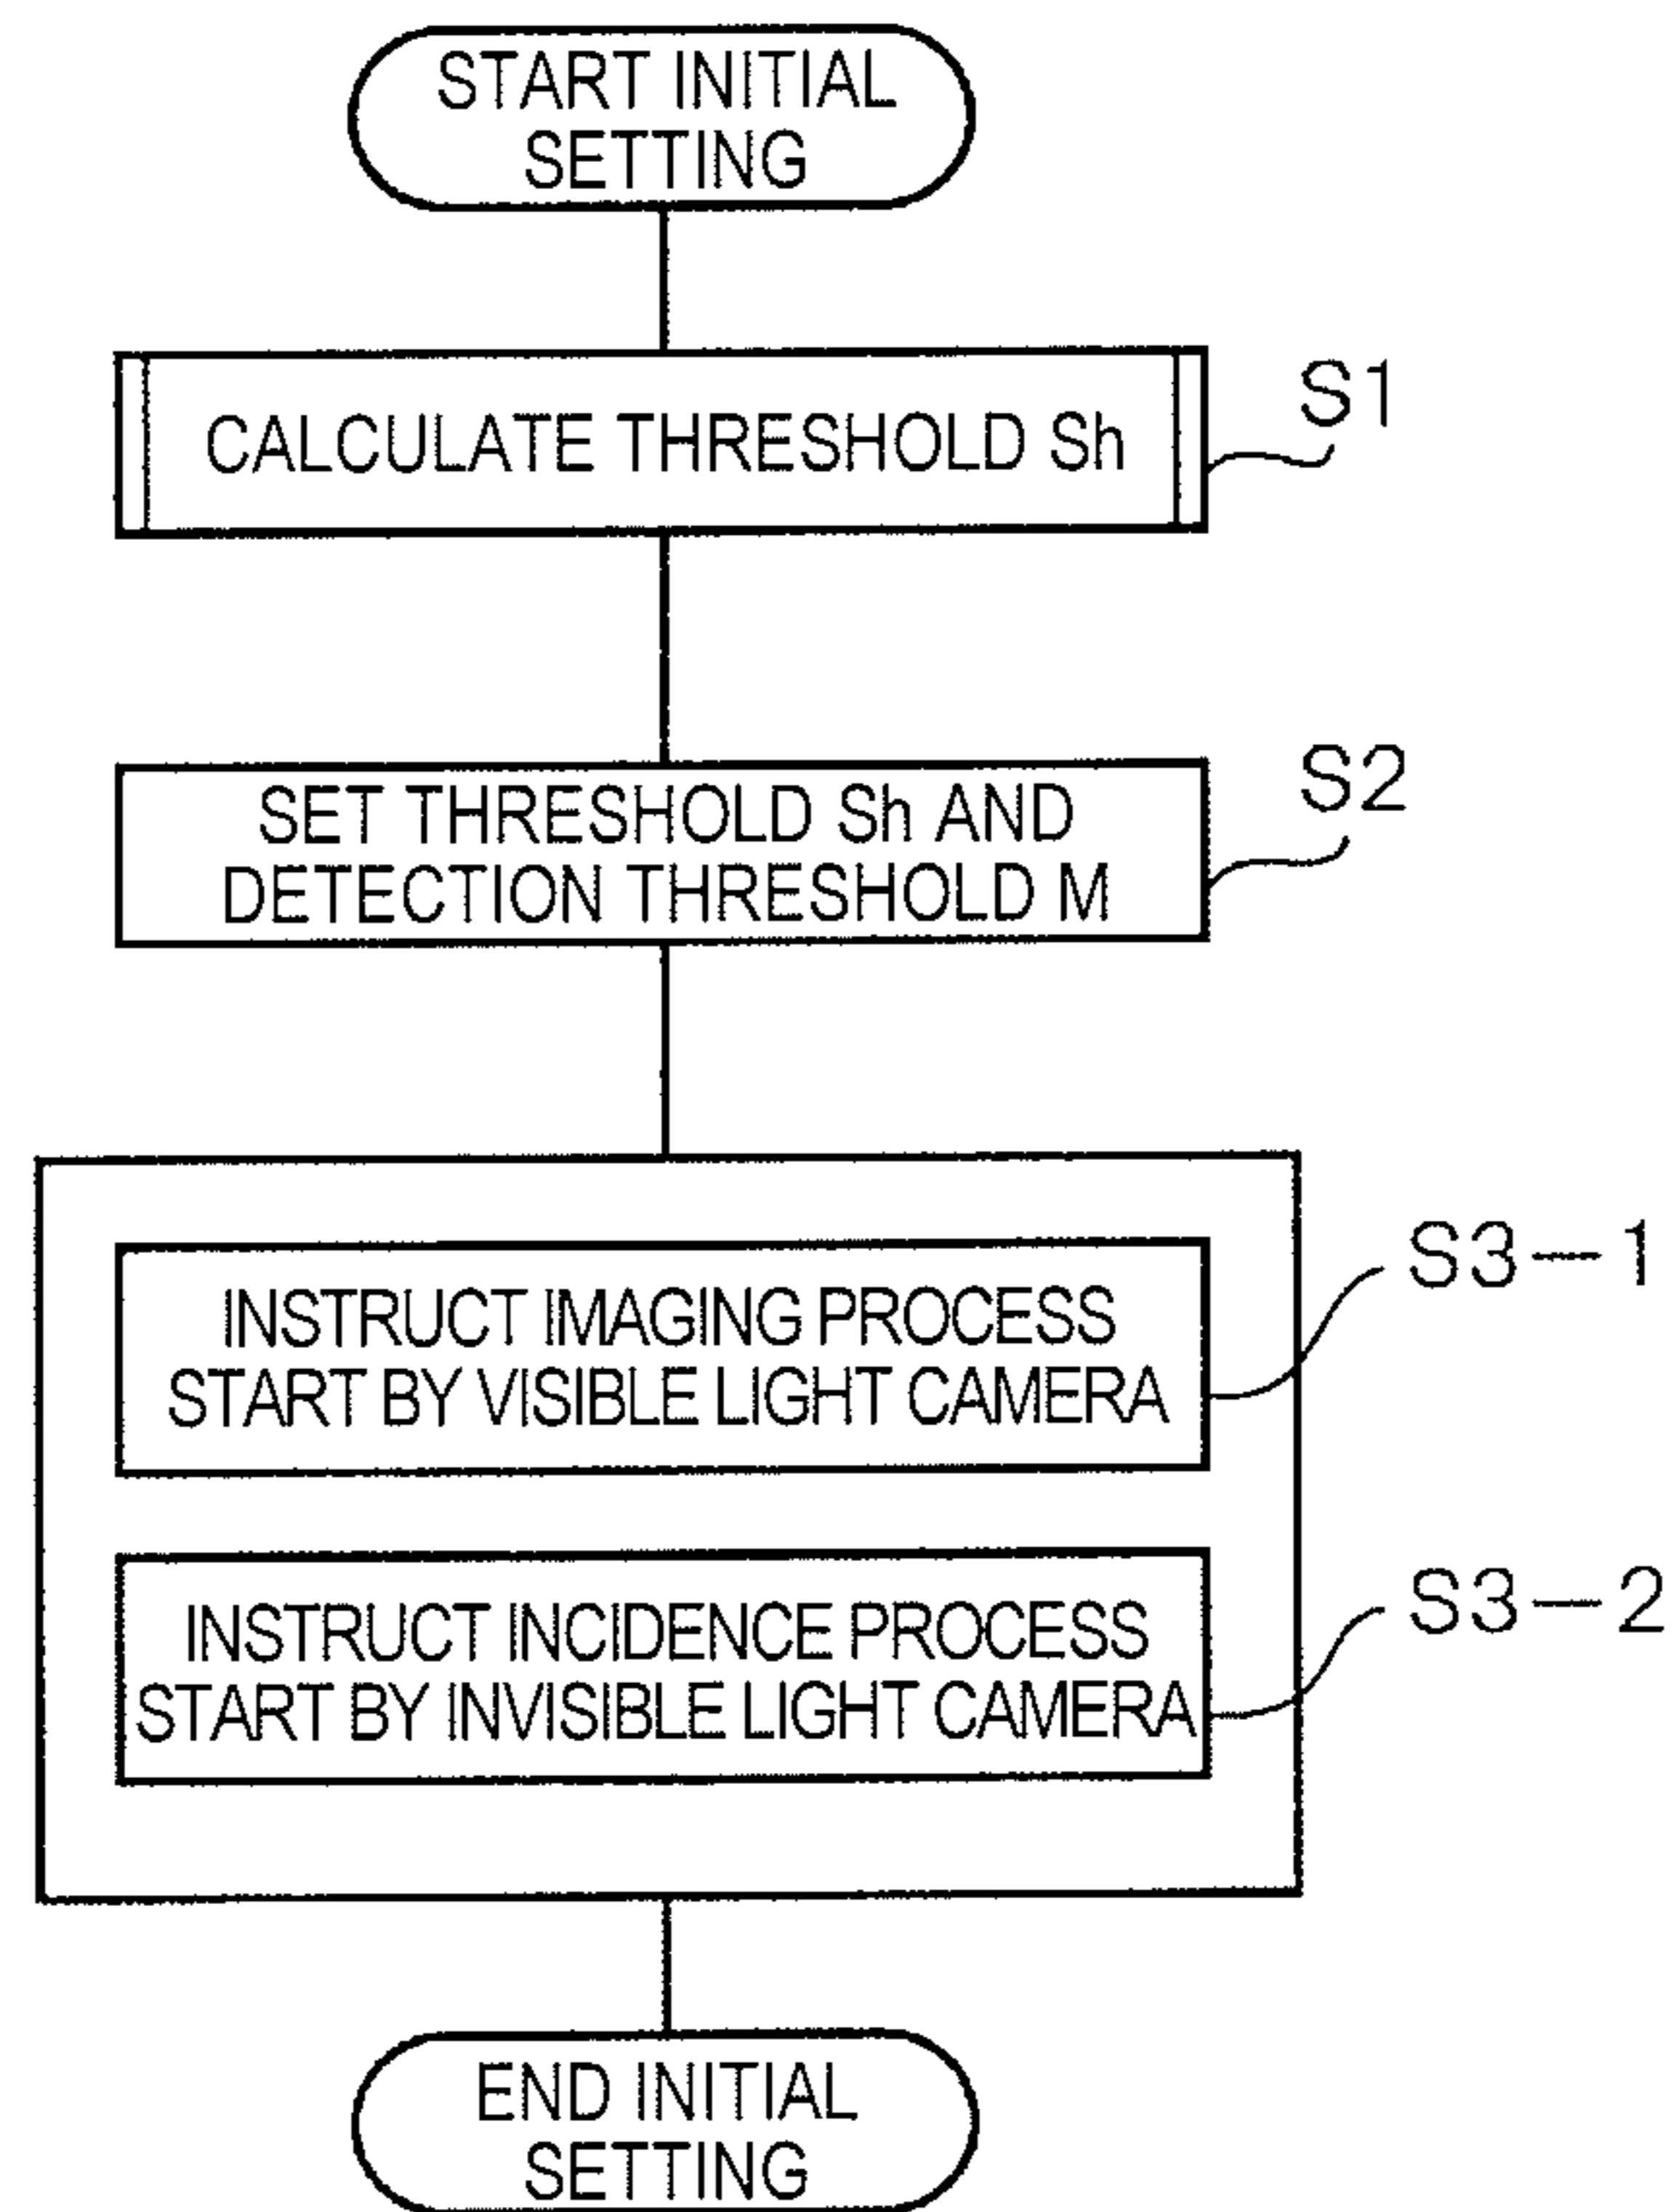 START INITIAL
SETTING
CALCULATE THRESHOLD Sh
S1
SET THRESHOLD Sh AND
DETECTION THRESHOLD M
S2
INSTRUCT IMAGING PROCESS
START BY VISIBLE LIGHT CAMERA
S3-1
INSTRUCT INCIDENCE PROCESS
START BY INVISIBLE LIGHT CAMERA
S3-2
END INITIAL
SETTING